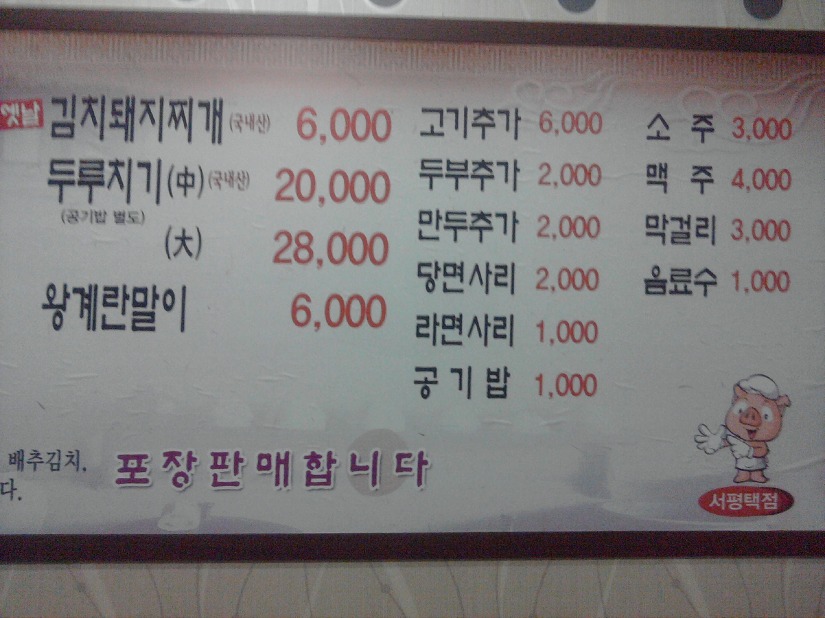 옛날 김치돼지찌개 (국내산) 6,000
두루치기 (中) (국내산) 20,000
(공기밥 별도)
(大) 28,000
왕계란말이 6,000
고기추가 6,000
두부추가 2,000
만두추가 2,000
당면사리 2,000
라면사리 1,000
공기밥 1,000
소주 3,000
맥주 4,000
막걸리 3,000
음료수 1,000
배추김치,
다.
포장판매합니다
서평택점